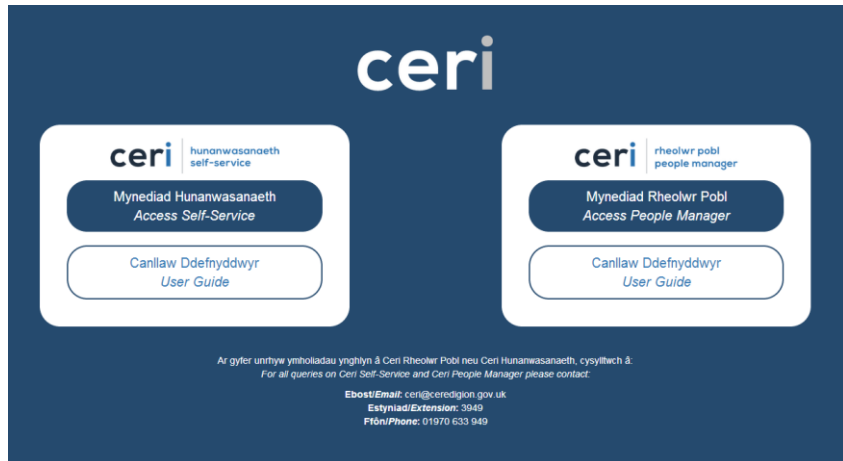 ceri
ceri
hunanwasanaeth
self-service
Mynediad Hunanwasanaeth
Access Self-Service
Canllaw Ddefnyddwyr
User Guide
ceri
rheolwr pobl
people manager
Mynediad Rheolwr Pobl
Access People Manager
Canllaw Ddefnyddwyr
User Guide
Ar gyfer unrhyw ymholiadau ynghlyn â Ceri Rheolwr Pobl neu Ceri Hunanwasanaeth, cysylltwch â:
For all queries on Ceri Self-Service and Ceri People Manager please contact:
Ebost/Email: ceri@ceredigion.gov.uk
Estyniad/Extension: 3949
Ffôn/Phone: 01970 633 949